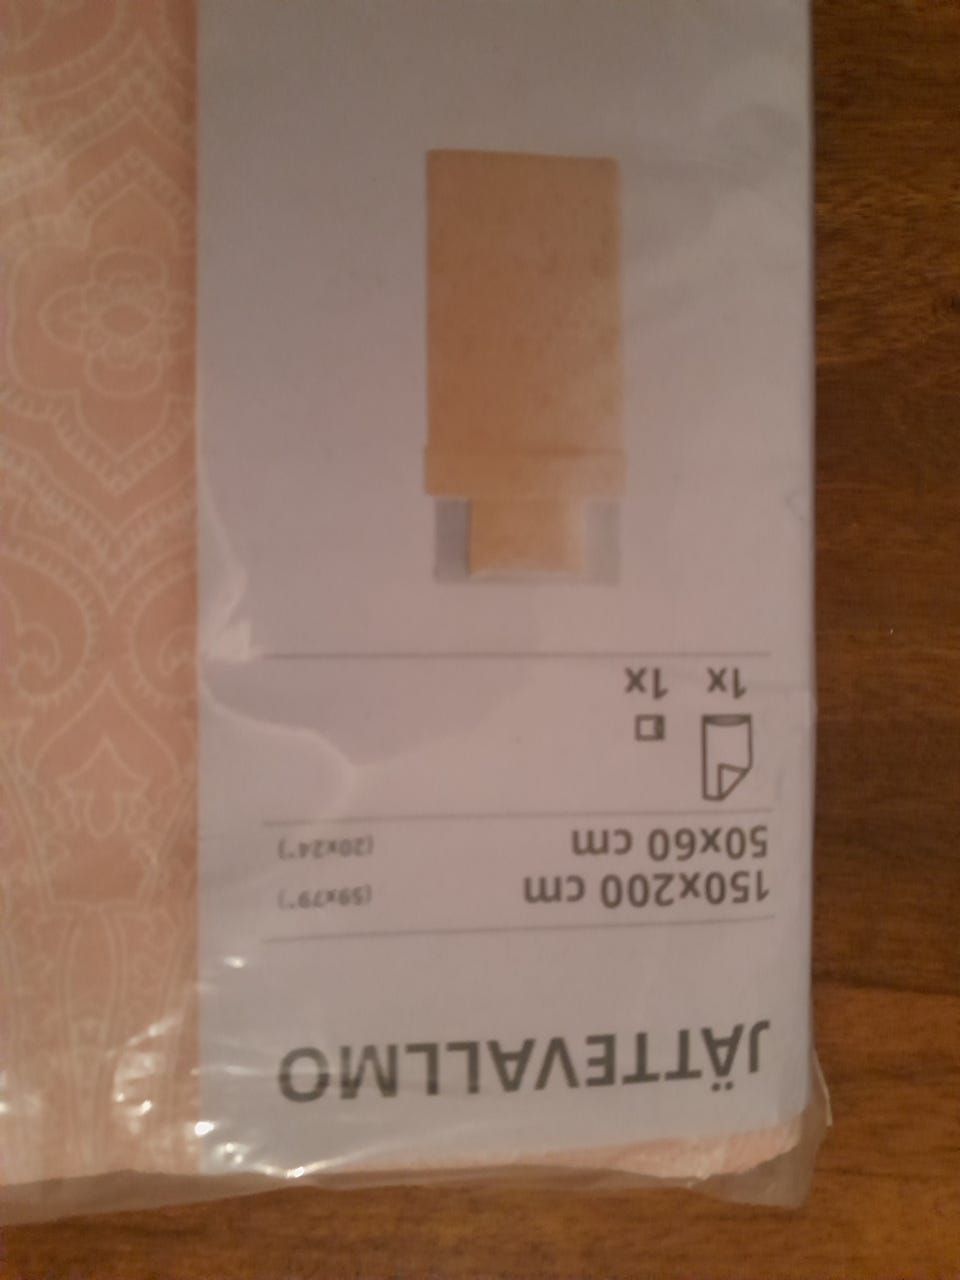 JÄTTEVALLMO
150x200 cm (59x79")
50x60 cm (20x24")
1x 1x